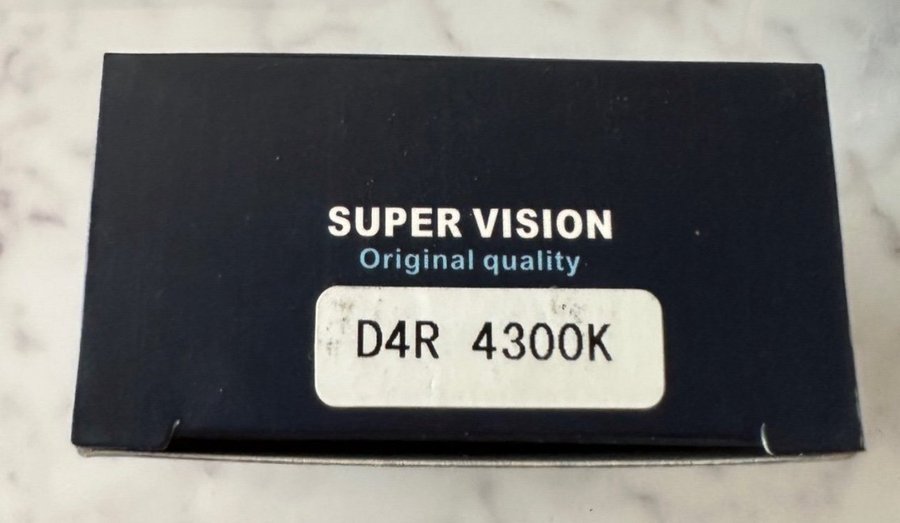 SUPER VISION
Original quality
D4R 4300K